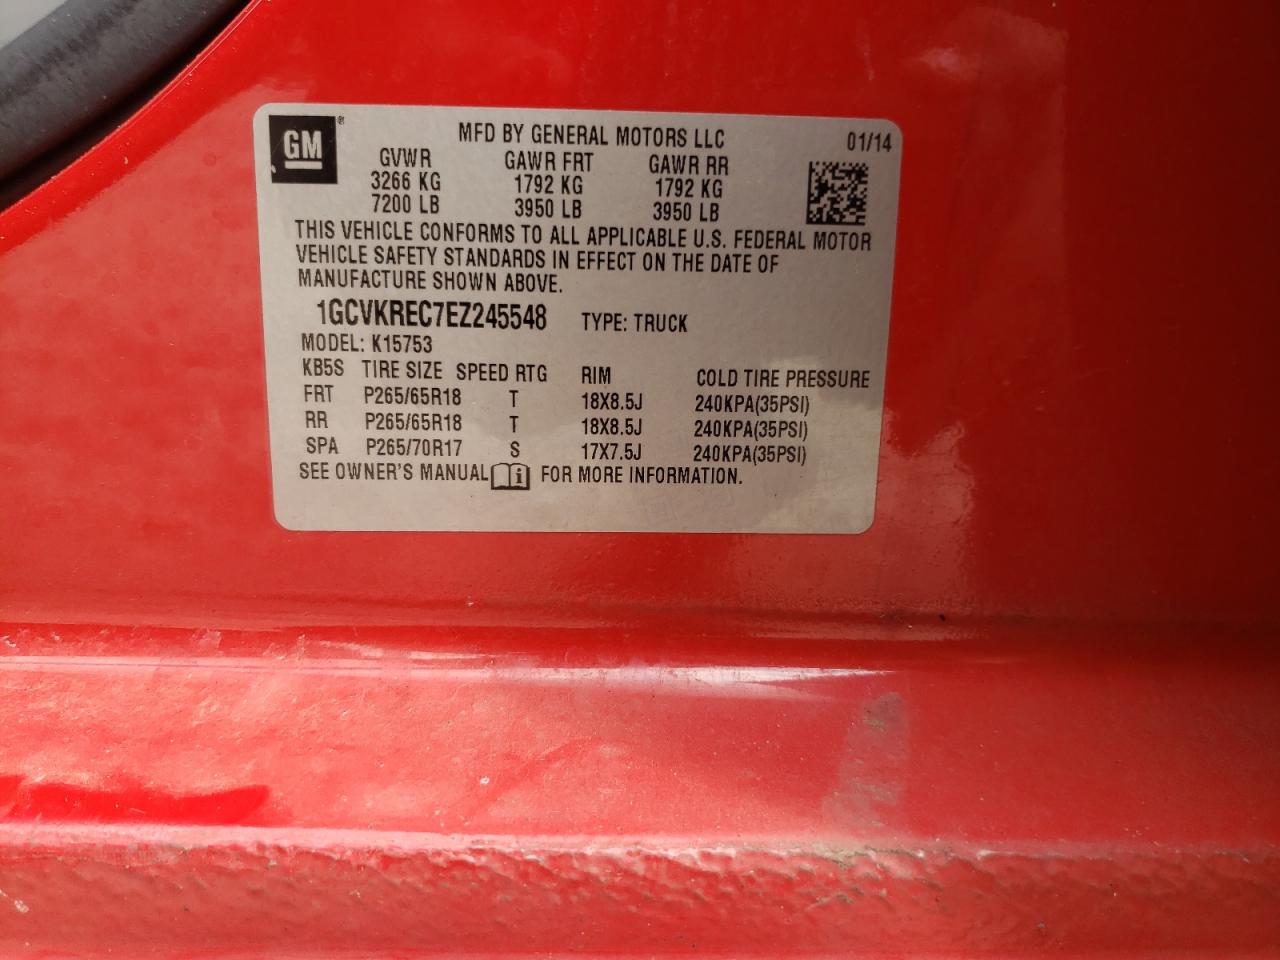 GM®
MFD BY GENERAL MOTORS LLC 01/14
GVWR GAWR FRT GAWR RR
3266 KG 1792 KG 1792 KG
7200 LB 3950 LB 3950 LB
THIS VEHICLE CONFORMS TO ALL APPLICABLE U.S. FEDERAL MOTOR
VEHICLE SAFETY STANDARDS IN EFFECT ON THE DATE OF
MANUFACTURE SHOWN ABOVE.
1GCVKREC7EZ245548 TYPE: TRUCK
MODEL: K15753
KB5S TIRE SIZE SPEED RTG RIM COLD TIRE PRESSURE
FRT P265/65R18 T 18X8.5J 240KPA(35PSI)
RR P265/65R18 T 18X8.5J 240KPA(35PSI)
SPA P265/70R17 S 17X7.5J 240KPA(35PSI)
SEE OWNER'S MANUAL i FOR MORE INFORMATION.